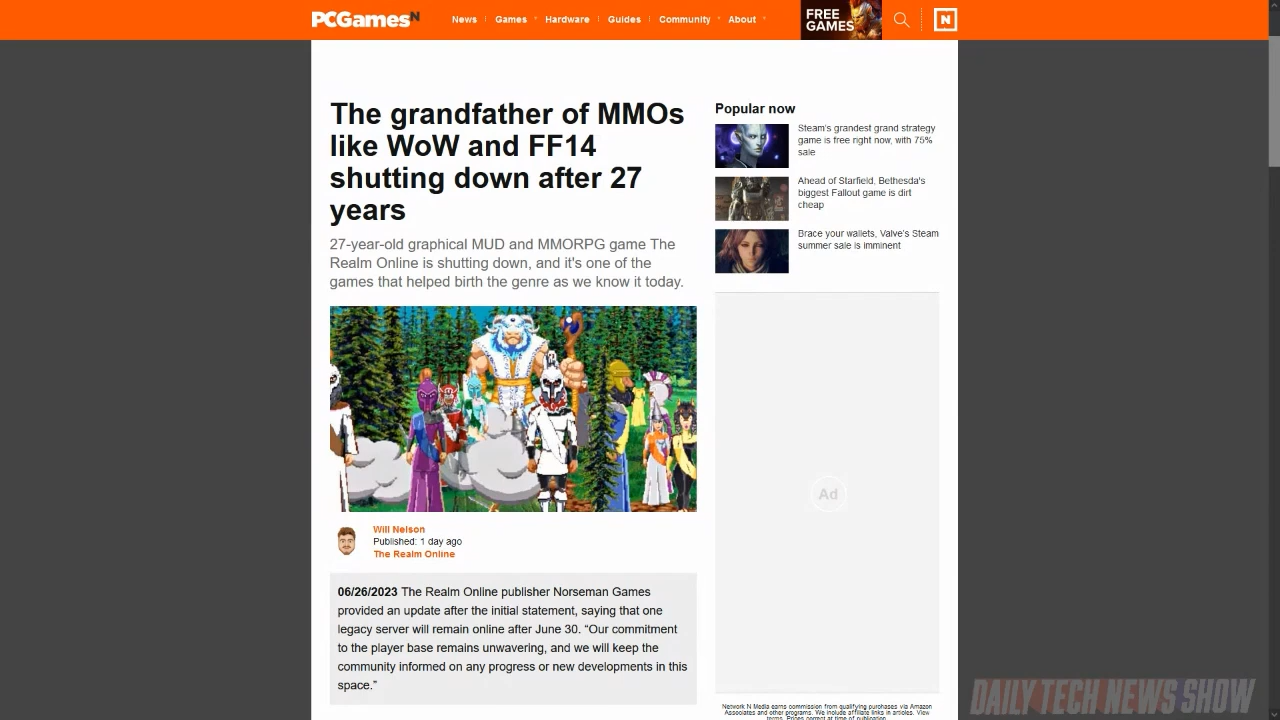 PCGamesN
News
Games
Hardware
Guides
Community
About
FREE
GAMES
N
The grandfather of MMOs
like WoW and FF14
shutting down after 27
years
27-year-old graphical MUD and MMORPG game The
Realm Online is shutting down, and it's one of the
games that helped birth the genre as we know it today.
Will Nelson
Published: 1 day ago
The Realm Online
06/26/2023 The Realm Online publisher Norseman Games
provided an update after the initial statement, saying that one
legacy server will remain online after June 30. “Our commitment
to the player base remains unwavering, and we will keep the
community informed on any progress or new developments in this
space.”
Popular now
Steam's grandest grand strategy
game is free right now, with 75%
sale
Ahead of Starfield, Bethesda's
biggest Fallout game is dirt
cheap
Brace your wallets, Valve's Steam
summer sale is imminent
Ad
Network N Media earns commission from qualifying purchases via Amazon
Associates and other programs. We include affiliate links in articles. View
terms. Prices correct at time of publication.
DAILY TECH NEWS SHOW